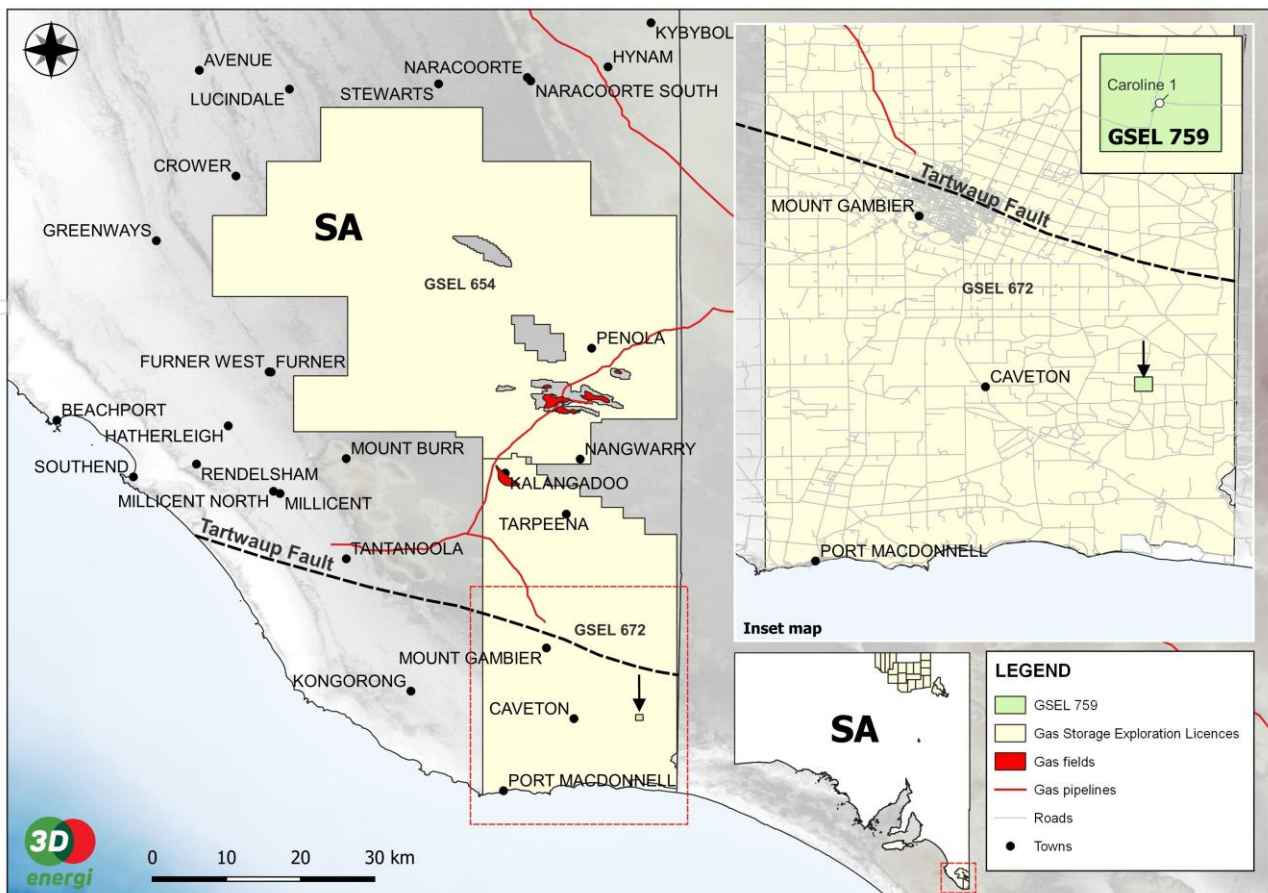 KYBYBOL
HYNAM
AVENUE
NARACOORTE
LUCINDALE
STEWARTS
NARACOORTE SOUTH
CROWER
GREENWAYS
SA
GSEL 654
PENOLA
FURNER WEST
FURNER
BEACHPORT
HATHERLEIGH
MOUNT BURR
NANGWARRY
SOUTHEND
RENDELSHAM
KALANGADOO
MILLICENT NORTH
MILLICENT
TARPEENA
Tartwaup Fault
TANTANOOLA
GSEL 672
MOUNT GAMBIER
KONGORONG
CAVETON
PORT MACDONNELL
3D
energi
0 10 20 30 km
Caroline 1
GSEL 759
Tartwaup Fault
MOUNT GAMBIER
GSEL 672
CAVETON
PORT MACDONNELL
Inset map
SA
LEGEND
GSEL 759
Gas Storage Exploration Licences
Gas fields
Gas pipelines
Roads
Towns